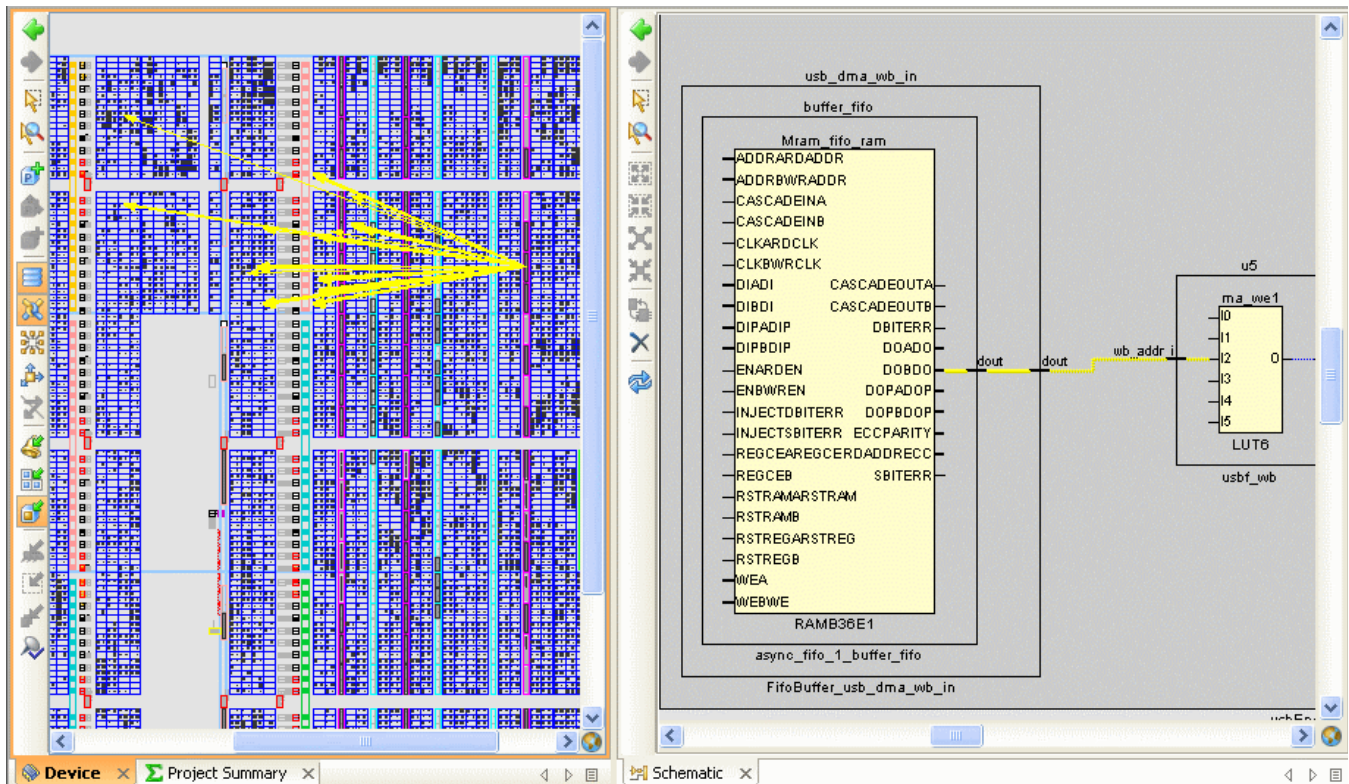 usb_dma_wb_in
buffer_fifo
Mram_fifo_ram
ADDRARDADDR
ADDRBWRADDR
CASCADEINA
CASCADEINB
CLKARDCLK
CLKBWRCLK
DIADI CASCADEOUTA
DIBDI CASCADEOUTB
DIPADIP DBITERR
DIPBDIP DOADO
ENARDEN DOBDO
ENBWREN DOPADOP
INJECTDBITERR DOPBDOP
INJECTSBITERR ECCPARITY
REGCEAREGCERDADDRECC
REGCEB SBITERR
RSTRAMARSTRAM
RSTRAMB
RSTREGARSTREG
RSTREGB
WEA
WEBWE
RAMB36E1
async_fifo_1_buffer_fifo
FifoBuffer_usb_dma_wb_in
dout
dout
wb_addr_i
u5
ma_we1
I0
I1
I2 O
I3
I4
I5
LUT6
usbf_wb
Device
Project Summary
Schematic